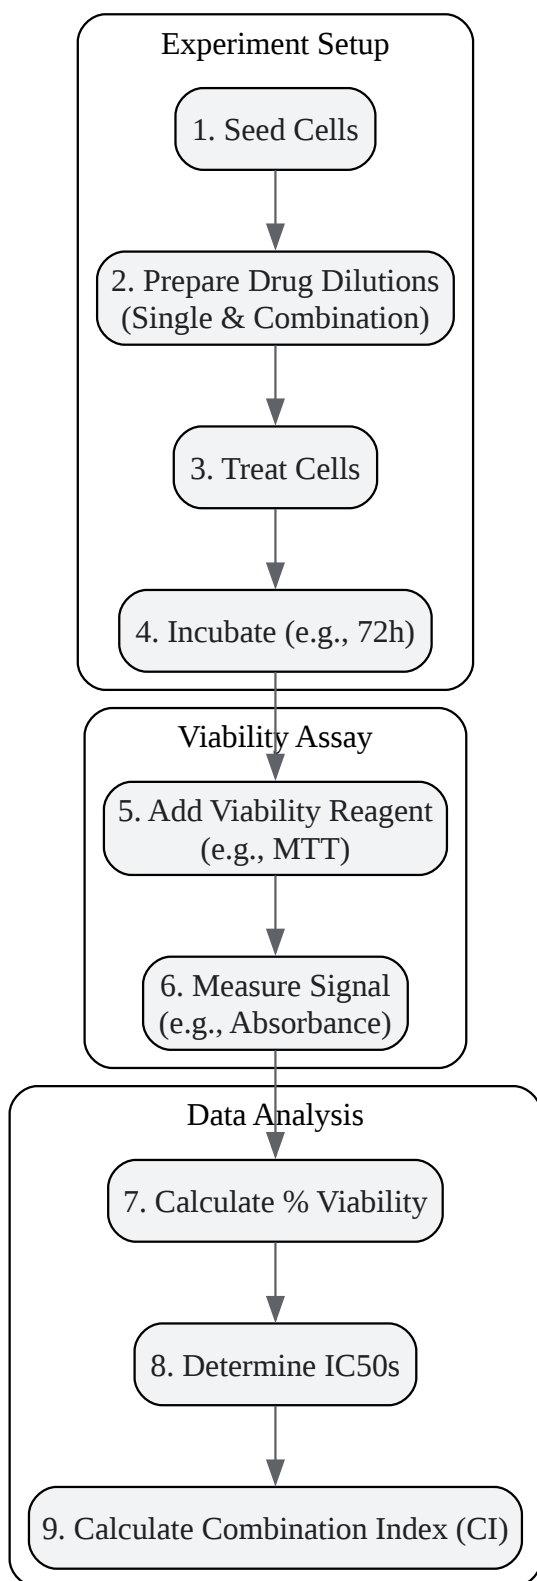 Experiment Setup
1. Seed Cells
2. Prepare Drug Dilutions
(Single & Combination)
3. Treat Cells
4. Incubate (e.g., 72h)
Viability Assay
5. Add Viability Reagent
(e.g., MTT)
6. Measure Signal
(e.g., Absorbance)
Data Analysis
7. Calculate % Viability
8. Determine IC50s
9. Calculate Combination Index (CI)